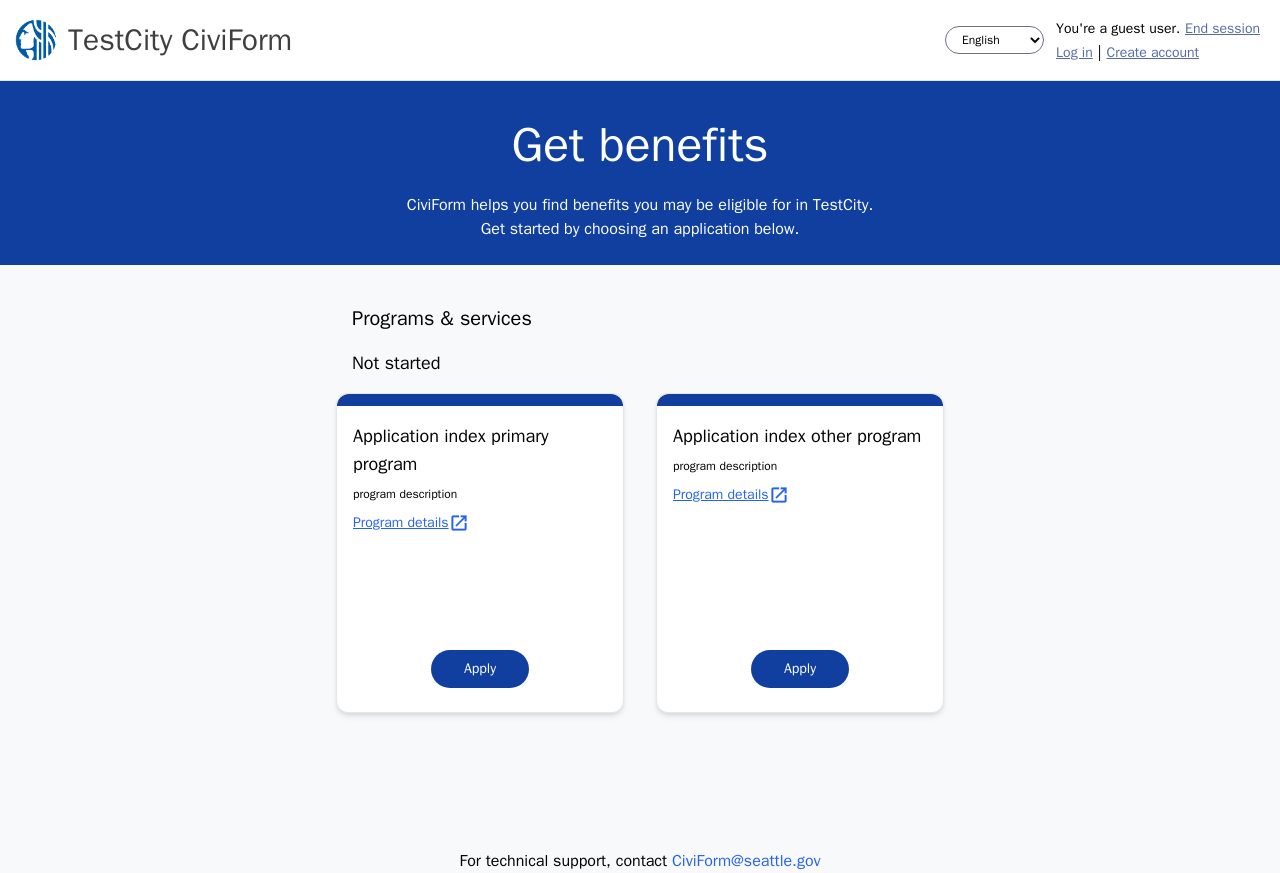 TestCity CiviForm
English
You're a guest user. End session
Log in | Create account
Get benefits
CiviForm helps you find benefits you may be eligible for in TestCity.
Get started by choosing an application below.
Programs & services
Not started
Application index primary
program
program description
Program details
Apply
Application index other program
program description
Program details
Apply
For technical support, contact CiviForm@seattle.gov